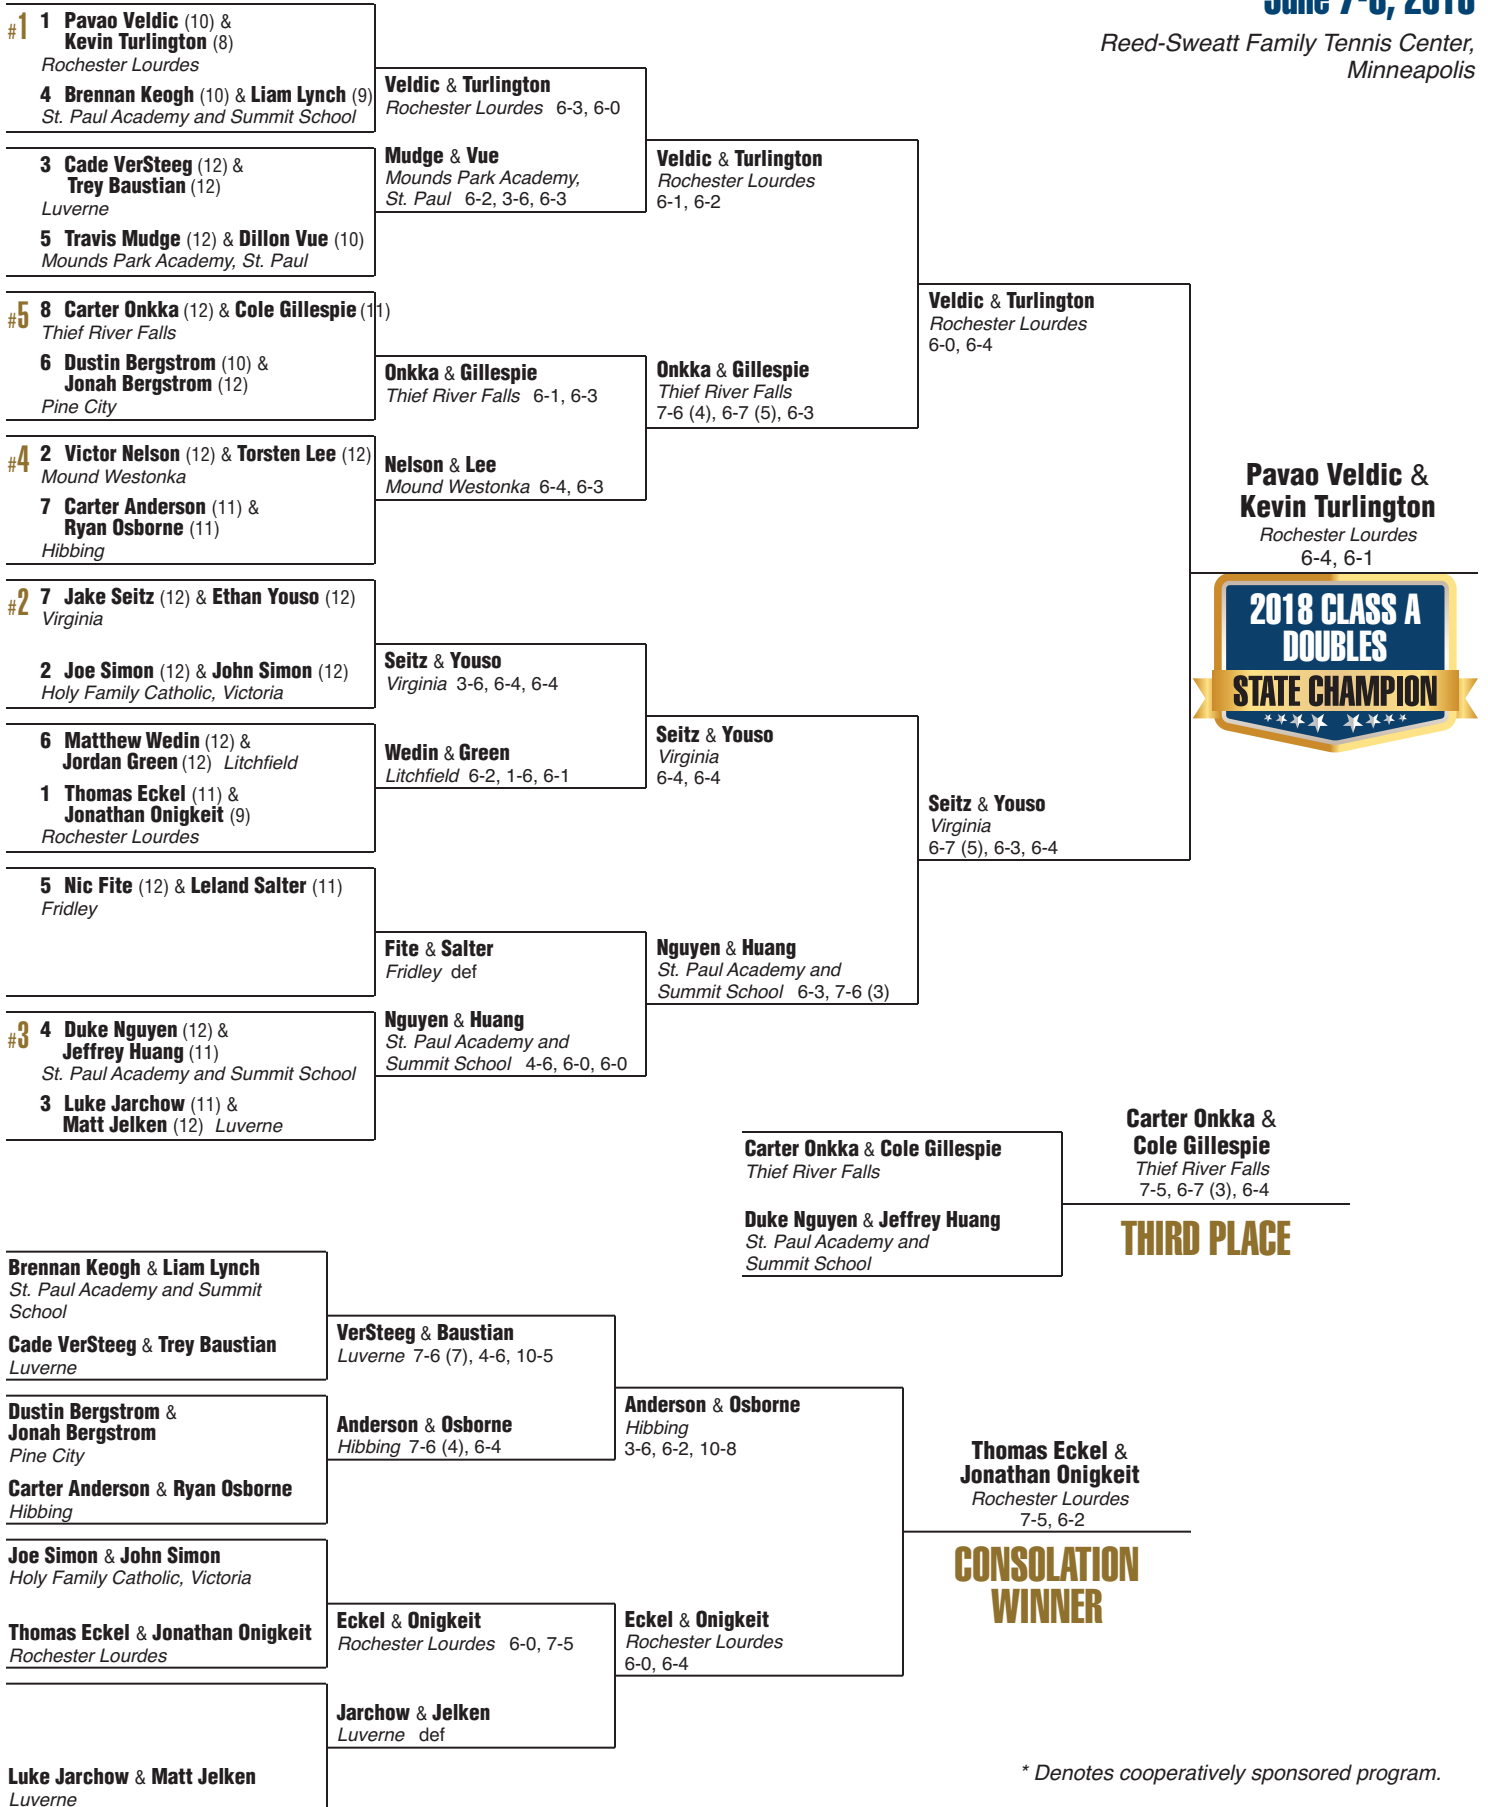 June 7-8, 2018
Reed-Sweatt Family Tennis Center,
Minneapolis
#1 1 Pavao Veldic (10) &
Kevin Turlington (8)
Rochester Lourdes
4 Brennan Keogh (10) & Liam Lynch (9)
St. Paul Academy and Summit School
3 Cade VerSteeg (12) &
Trey Baustian (12)
Luverne
5 Travis Mudge (12) & Dillon Vue (10)
Mounds Park Academy, St. Paul
#5 8 Carter Onkka (12) & Cole Gillespie (11)
Thief River Falls
6 Dustin Bergstrom (10) &
Jonah Bergstrom (12)
Pine City
#4 2 Victor Nelson (12) & Torsten Lee (12)
Mound Westonka
7 Carter Anderson (11) &
Ryan Osborne (11)
Hibbing
#2 7 Jake Seitz (12) & Ethan Youso (12)
Virginia
2 Joe Simon (12) & John Simon (12)
Holy Family Catholic, Victoria
6 Matthew Wedin (12) &
Jordan Green (12) Litchfield
1 Thomas Eckel (11) &
Jonathan Onigkeit (9)
Rochester Lourdes
5 Nic Fite (12) & Leland Salter (11)
Fridley
#3 4 Duke Nguyen (12) &
Jeffrey Huang (11)
St. Paul Academy and Summit School
3 Luke Jarchow (11) &
Matt Jelken (12) Luverne
Veldic & Turlington
Rochester Lourdes 6-3, 6-0
Mudge & Vue
Mounds Park Academy,
St. Paul 6-2, 3-6, 6-3
Onkka & Gillespie
Thief River Falls 6-1, 6-3
Nelson & Lee
Mound Westonka 6-4, 6-3
Seitz & Youso
Virginia 3-6, 6-4, 6-4
Wedin & Green
Litchfield 6-2, 1-6, 6-1
Fite & Salter
Fridley def
Nguyen & Huang
St. Paul Academy and
Summit School 4-6, 6-0, 6-0
Veldic & Turlington
Rochester Lourdes
6-1, 6-2
Onkka & Gillespie
Thief River Falls
7-6 (4), 6-7 (5), 6-3
Seitz & Youso
Virginia
6-4, 6-4
Nguyen & Huang
St. Paul Academy and
Summit School 6-3, 7-6 (3)
Veldic & Turlington
Rochester Lourdes
6-0, 6-4
Seitz & Youso
Virginia
6-7 (5), 6-3, 6-4
Pavao Veldic &
Kevin Turlington
Rochester Lourdes
6-4, 6-1
2018 CLASS A
DOUBLES
STATE CHAMPION
Carter Onkka & Cole Gillespie
Thief River Falls
Duke Nguyen & Jeffrey Huang
St. Paul Academy and
Summit School
Carter Onkka &
Cole Gillespie
Thief River Falls
7-5, 6-7 (3), 6-4
THIRD PLACE
Brennan Keogh & Liam Lynch
St. Paul Academy and Summit
School
Cade VerSteeg & Trey Baustian
Luverne
Dustin Bergstrom &
Jonah Bergstrom
Pine City
Carter Anderson & Ryan Osborne
Hibbing
Joe Simon & John Simon
Holy Family Catholic, Victoria
Thomas Eckel & Jonathan Onigkeit
Rochester Lourdes
Luke Jarchow & Matt Jelken
Luverne
VerSteeg & Baustian
Luverne 7-6 (7), 4-6, 10-5
Anderson & Osborne
Hibbing 7-6 (4), 6-4
Eckel & Onigkeit
Rochester Lourdes 6-0, 7-5
Jarchow & Jelken
Luverne def
Anderson & Osborne
Hibbing
3-6, 6-2, 10-8
Eckel & Onigkeit
Rochester Lourdes
6-0, 6-4
Thomas Eckel &
Jonathan Onigkeit
Rochester Lourdes
7-5, 6-2
CONSOLATION
WINNER
* Denotes cooperatively sponsored program.